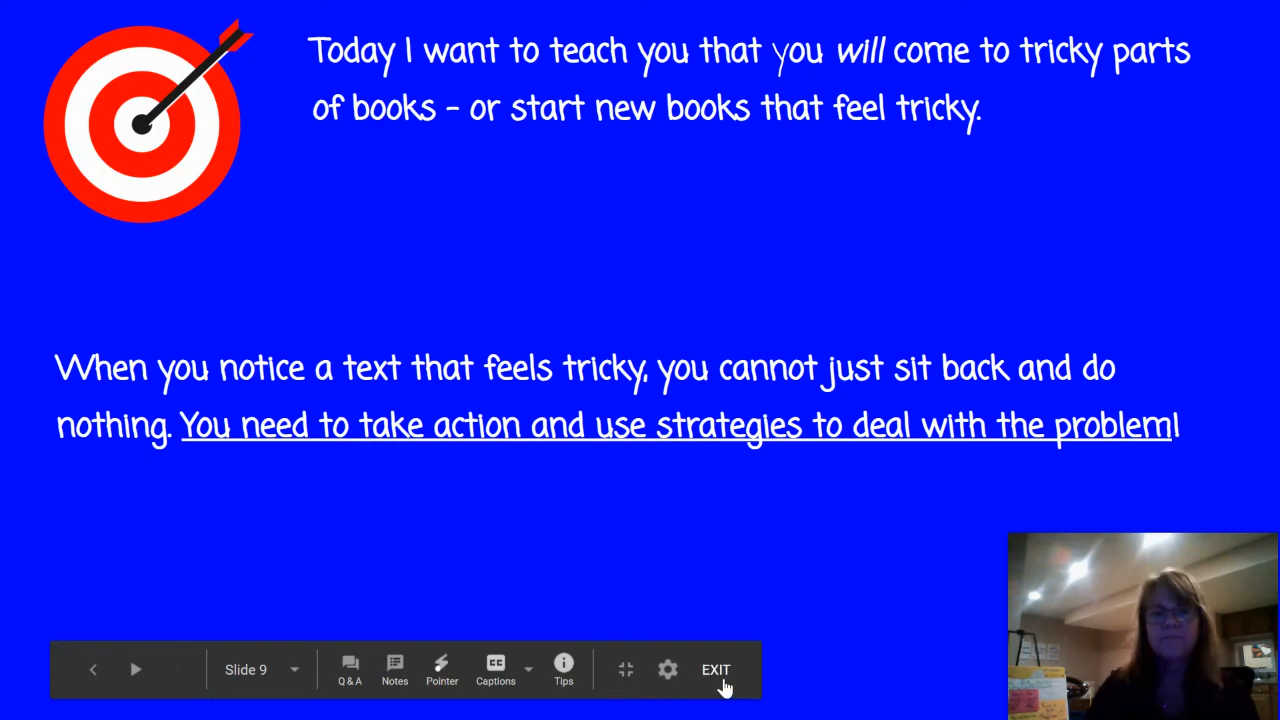 Today I want to teach you that you will come to tricky parts
of books - or start new books that feel tricky.
When you notice a text that feels tricky, you cannot just sit back and do
nothing. You need to take action and use strategies to deal with the problem!
Slide 9
Q & A
Notes
Pointer
CC
Captions
Tips
EXIT